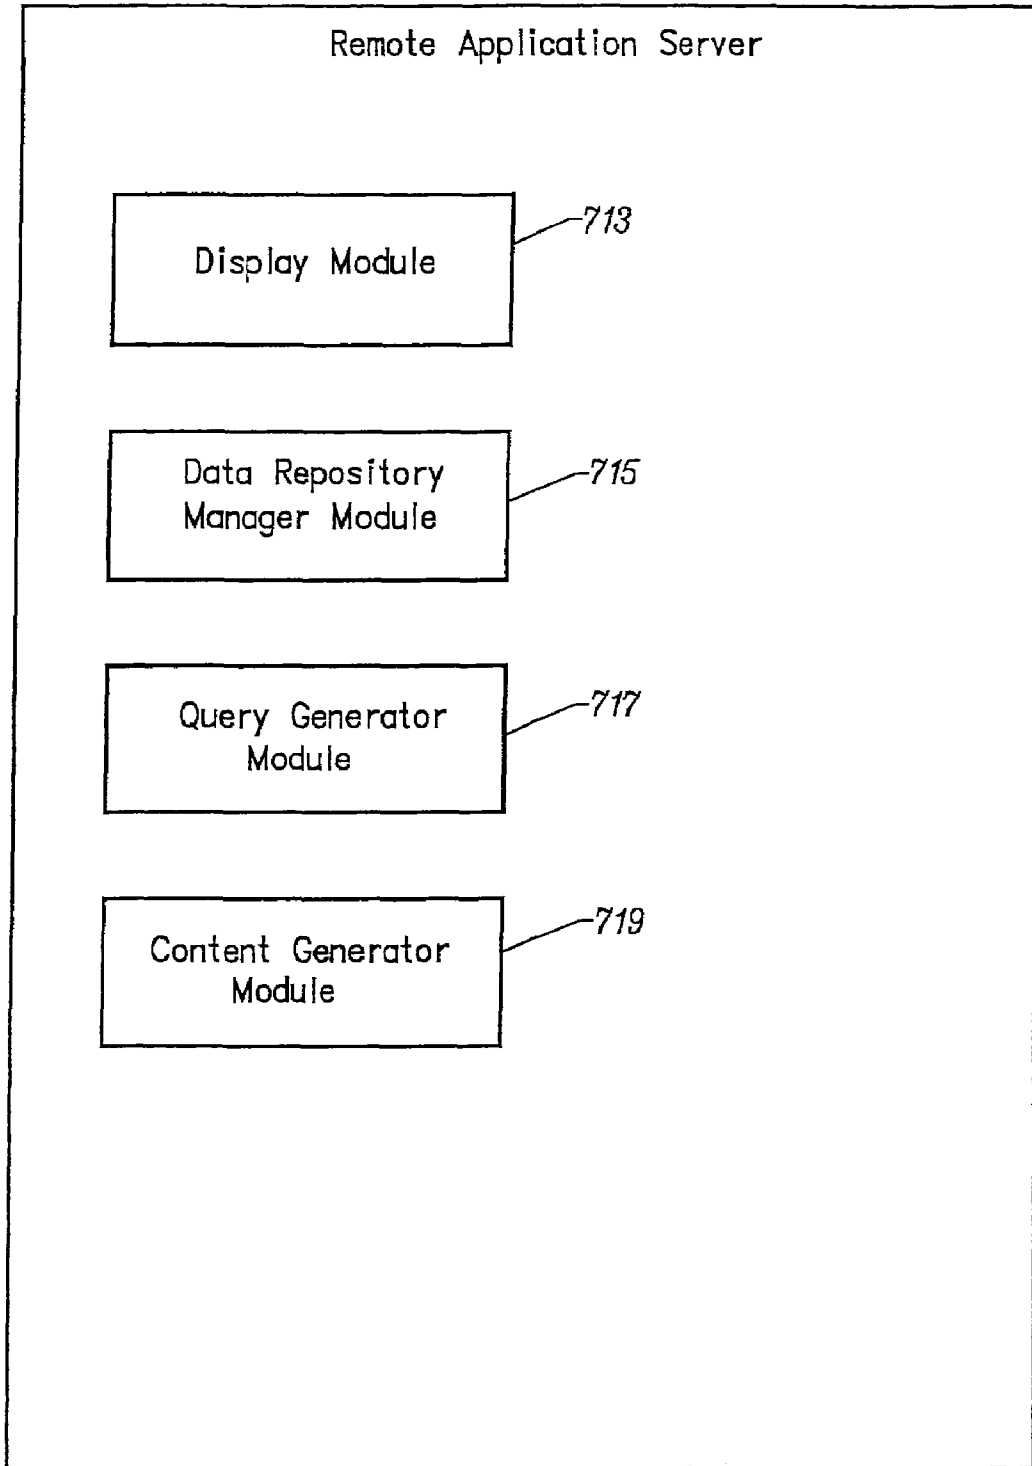 Remote Application Server
Display Module
713
Data Repository
Manager Module
715
Query Generator
Module
717
Content Generator
Module
719